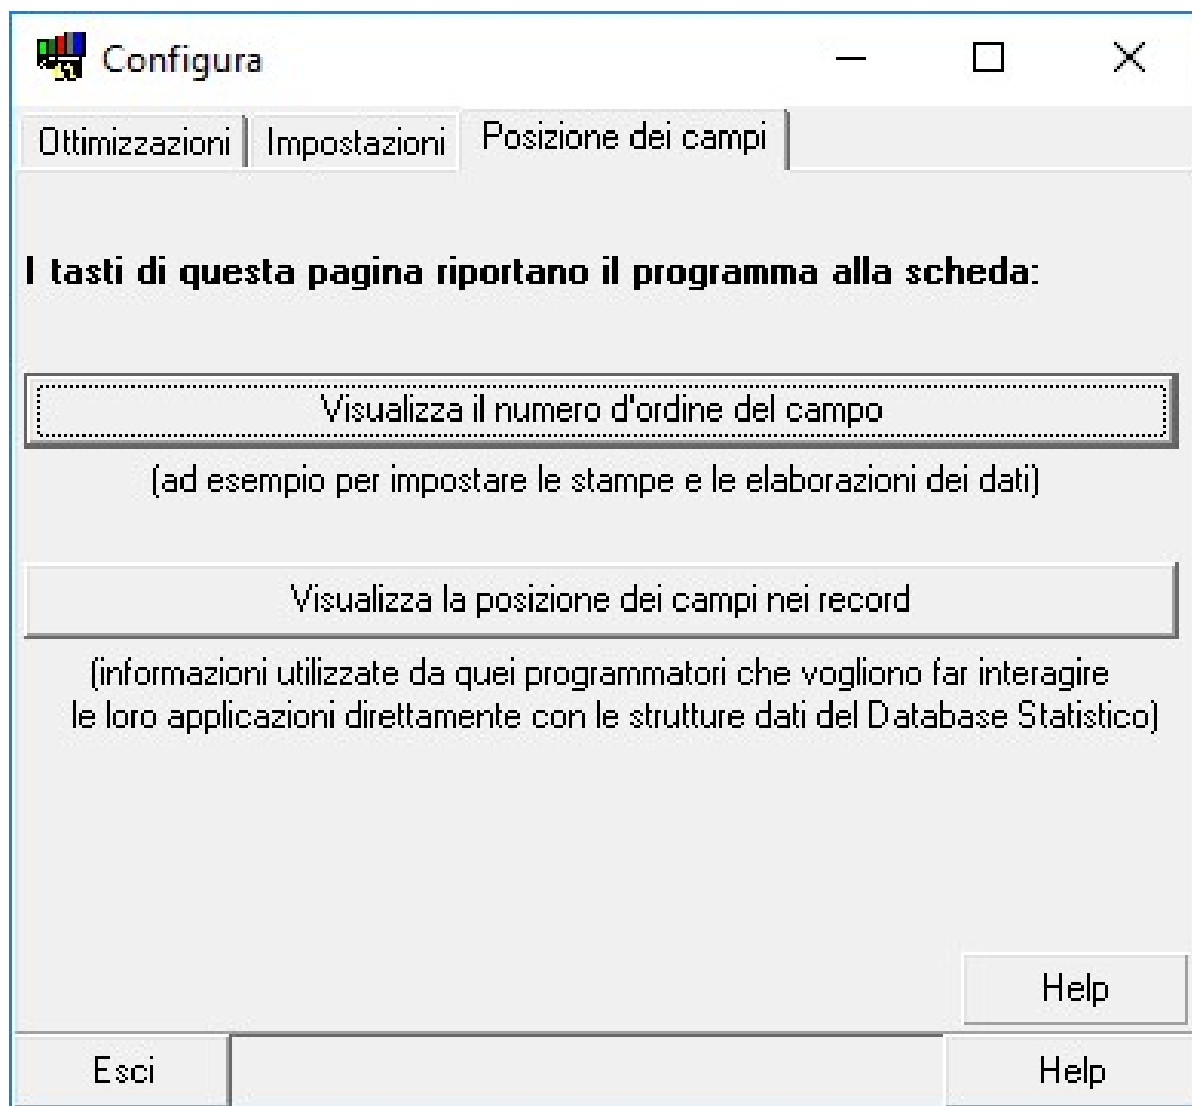 Configura
Ottimizzazioni Impostazioni Posizione dei campi
I tasti di questa pagina riportano il programma alla scheda:
Visualizza il numero d'ordine del campo
(ad esempio per impostare le stampe e le elaborazioni dei dati)
Visualizza la posizione dei campi nei record
(informazioni utilizzate da quei programmatori che vogliono far interagire
le loro applicazioni direttamente con le strutture dati del Database Statistico)
Help
Esci Help